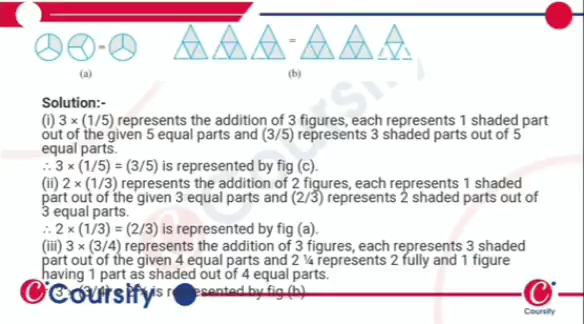 =
=
(a)
(b)
Solution:-
(i) 3 × (1/5) represents the addition of 3 figures, each represents 1 shaded part
out of the given 5 equal parts and (3/5) represents 3 shaded parts out of 5
equal parts.
∴ 3 × (1/5) = (3/5) is represented by fig (c).
(ii) 2 × (1/3) represents the addition of 2 figures, each represents 1 shaded
part out of the given 3 equal parts and (2/3) represents 2 shaded parts out of
3 equal parts.
∴ 2 × (1/3) = (2/3) is represented by fig (a).
(iii) 3 × (3/4) represents the addition of 3 figures, each represents 3 shaded
part out of the given 4 equal parts and 2 ¼ represents 2 fully and 1 figure
having 1 part as shaded out of 4 equal parts.
3 × (3/4) is represented by fig (b)
Coursify
Coursify
Coursify